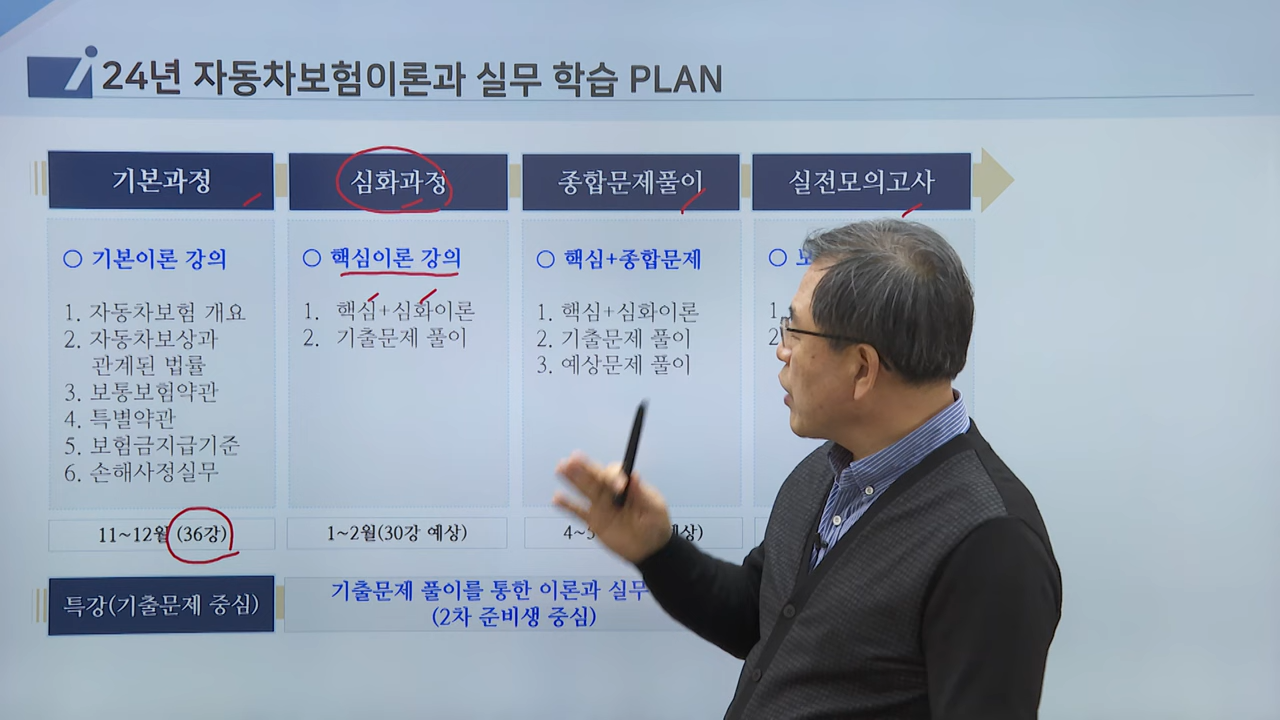 24년 자동차보험이론과 실무 학습 PLAN
기본과정
심화과정
종합문제풀이
실전모의고사
○ 기본이론 강의
1. 자동차보험 개요
2. 자동차보상과
관계된 법률
3. 보통보험약관
4. 특별약관
5. 보험금지급기준
6. 손해사정실무
11~12월 (36강)
○ 핵심이론 강의
1. 핵심+심화이론
2. 기출문제 풀이
1~2월(30강 예상)
○ 핵심+종합문제
1. 핵심+심화이론
2. 기출문제 풀이
3. 예상문제 풀이
특강(기출문제 중심)
기출문제 풀이를 통한 이론과 실무
(2차 준비생 중심)